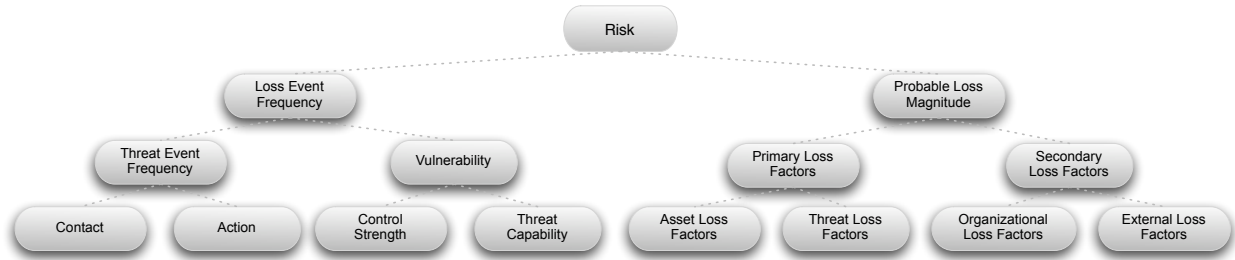 Risk
Loss Event
Frequency
Probable Loss
Magnitude
Threat Event
Frequency
Vulnerability
Primary Loss
Factors
Secondary
Loss Factors
Contact
Action
Control
Strength
Threat
Capability
Asset Loss
Factors
Threat Loss
Factors
Organizational
Loss Factors
External Loss
Factors